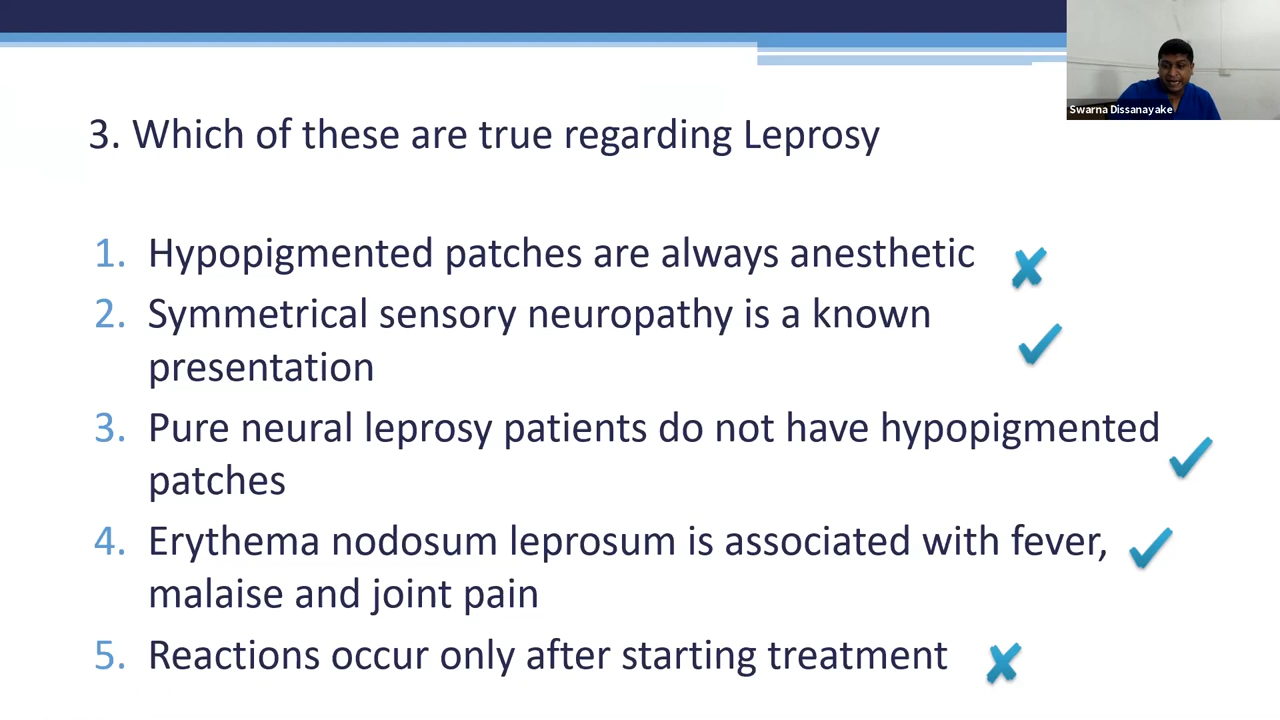 Swarna Dissanayake
3. Which of these are true regarding Leprosy
1. Hypopigmented patches are always anesthetic
2. Symmetrical sensory neuropathy is a known
presentation
3. Pure neural leprosy patients do not have hypopigmented
patches
4. Erythema nodosum leprosum is associated with fever,
malaise and joint pain
5. Reactions occur only after starting treatment